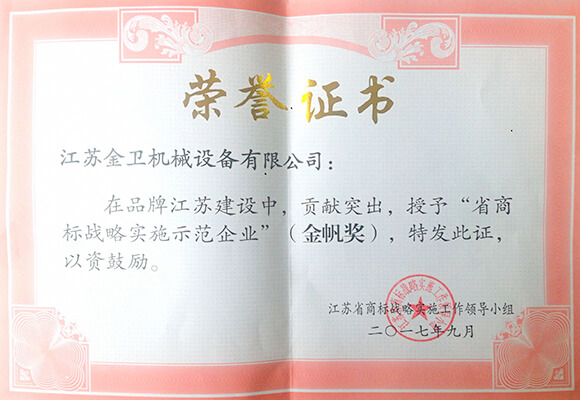 荣誉证书
江苏金卫机械设备有限公司：
在品牌江苏建设中，贡献突出，授予“省商
标战略实施示范企业”（金帆奖），特发此证，
以资鼓励。
江苏省商标战略实施工作领导小组
二〇一七年九月